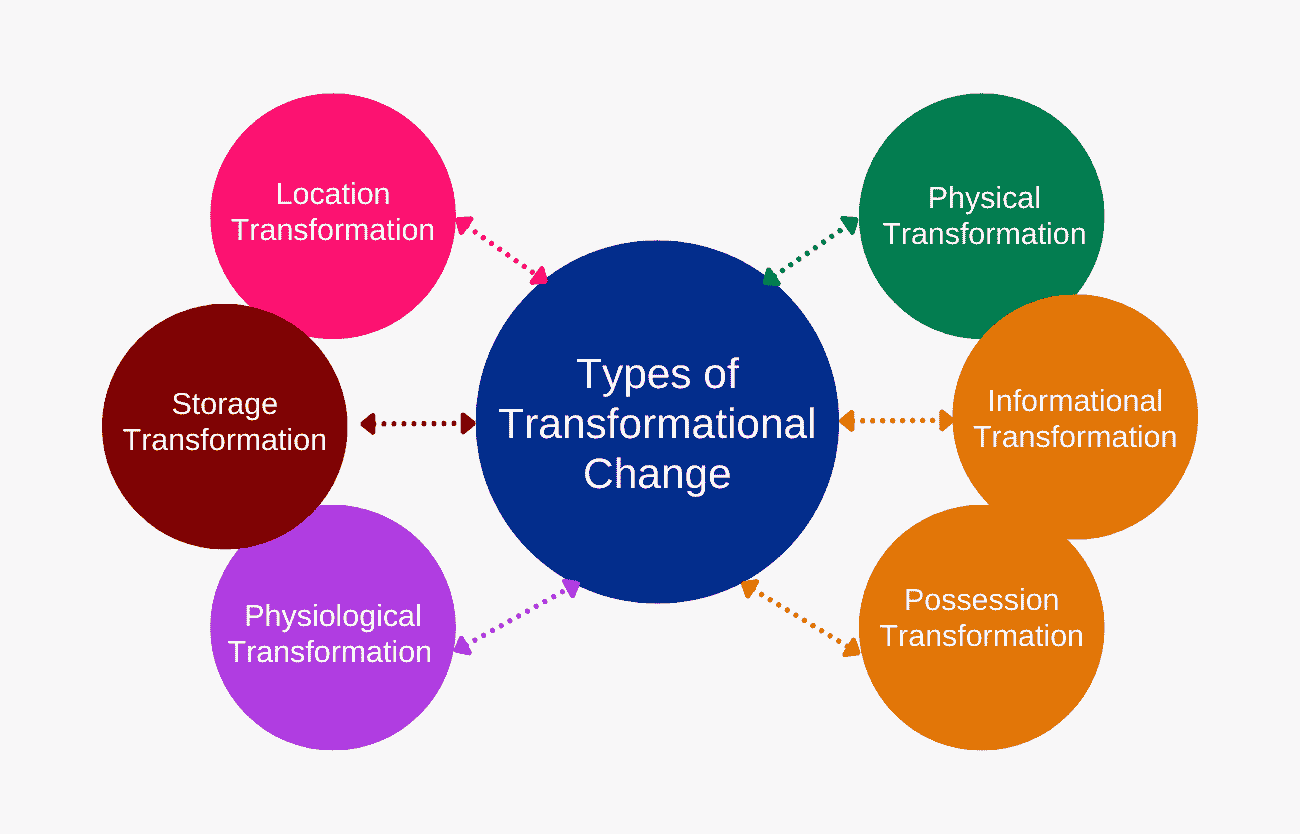 Location
Transformation
Physical
Transformation
Types of
Transformational
Change
Storage
Transformation
Informational
Transformation
Physiological
Transformation
Possession
Transformation